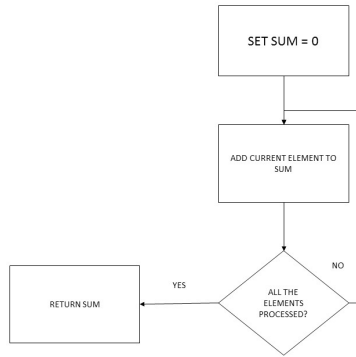 SET SUM = 0
ADD CURRENT ELEMENT TO
SUM
NO
YES
ALL THE
ELEMENTS
PROCESSED?
RETURN SUM